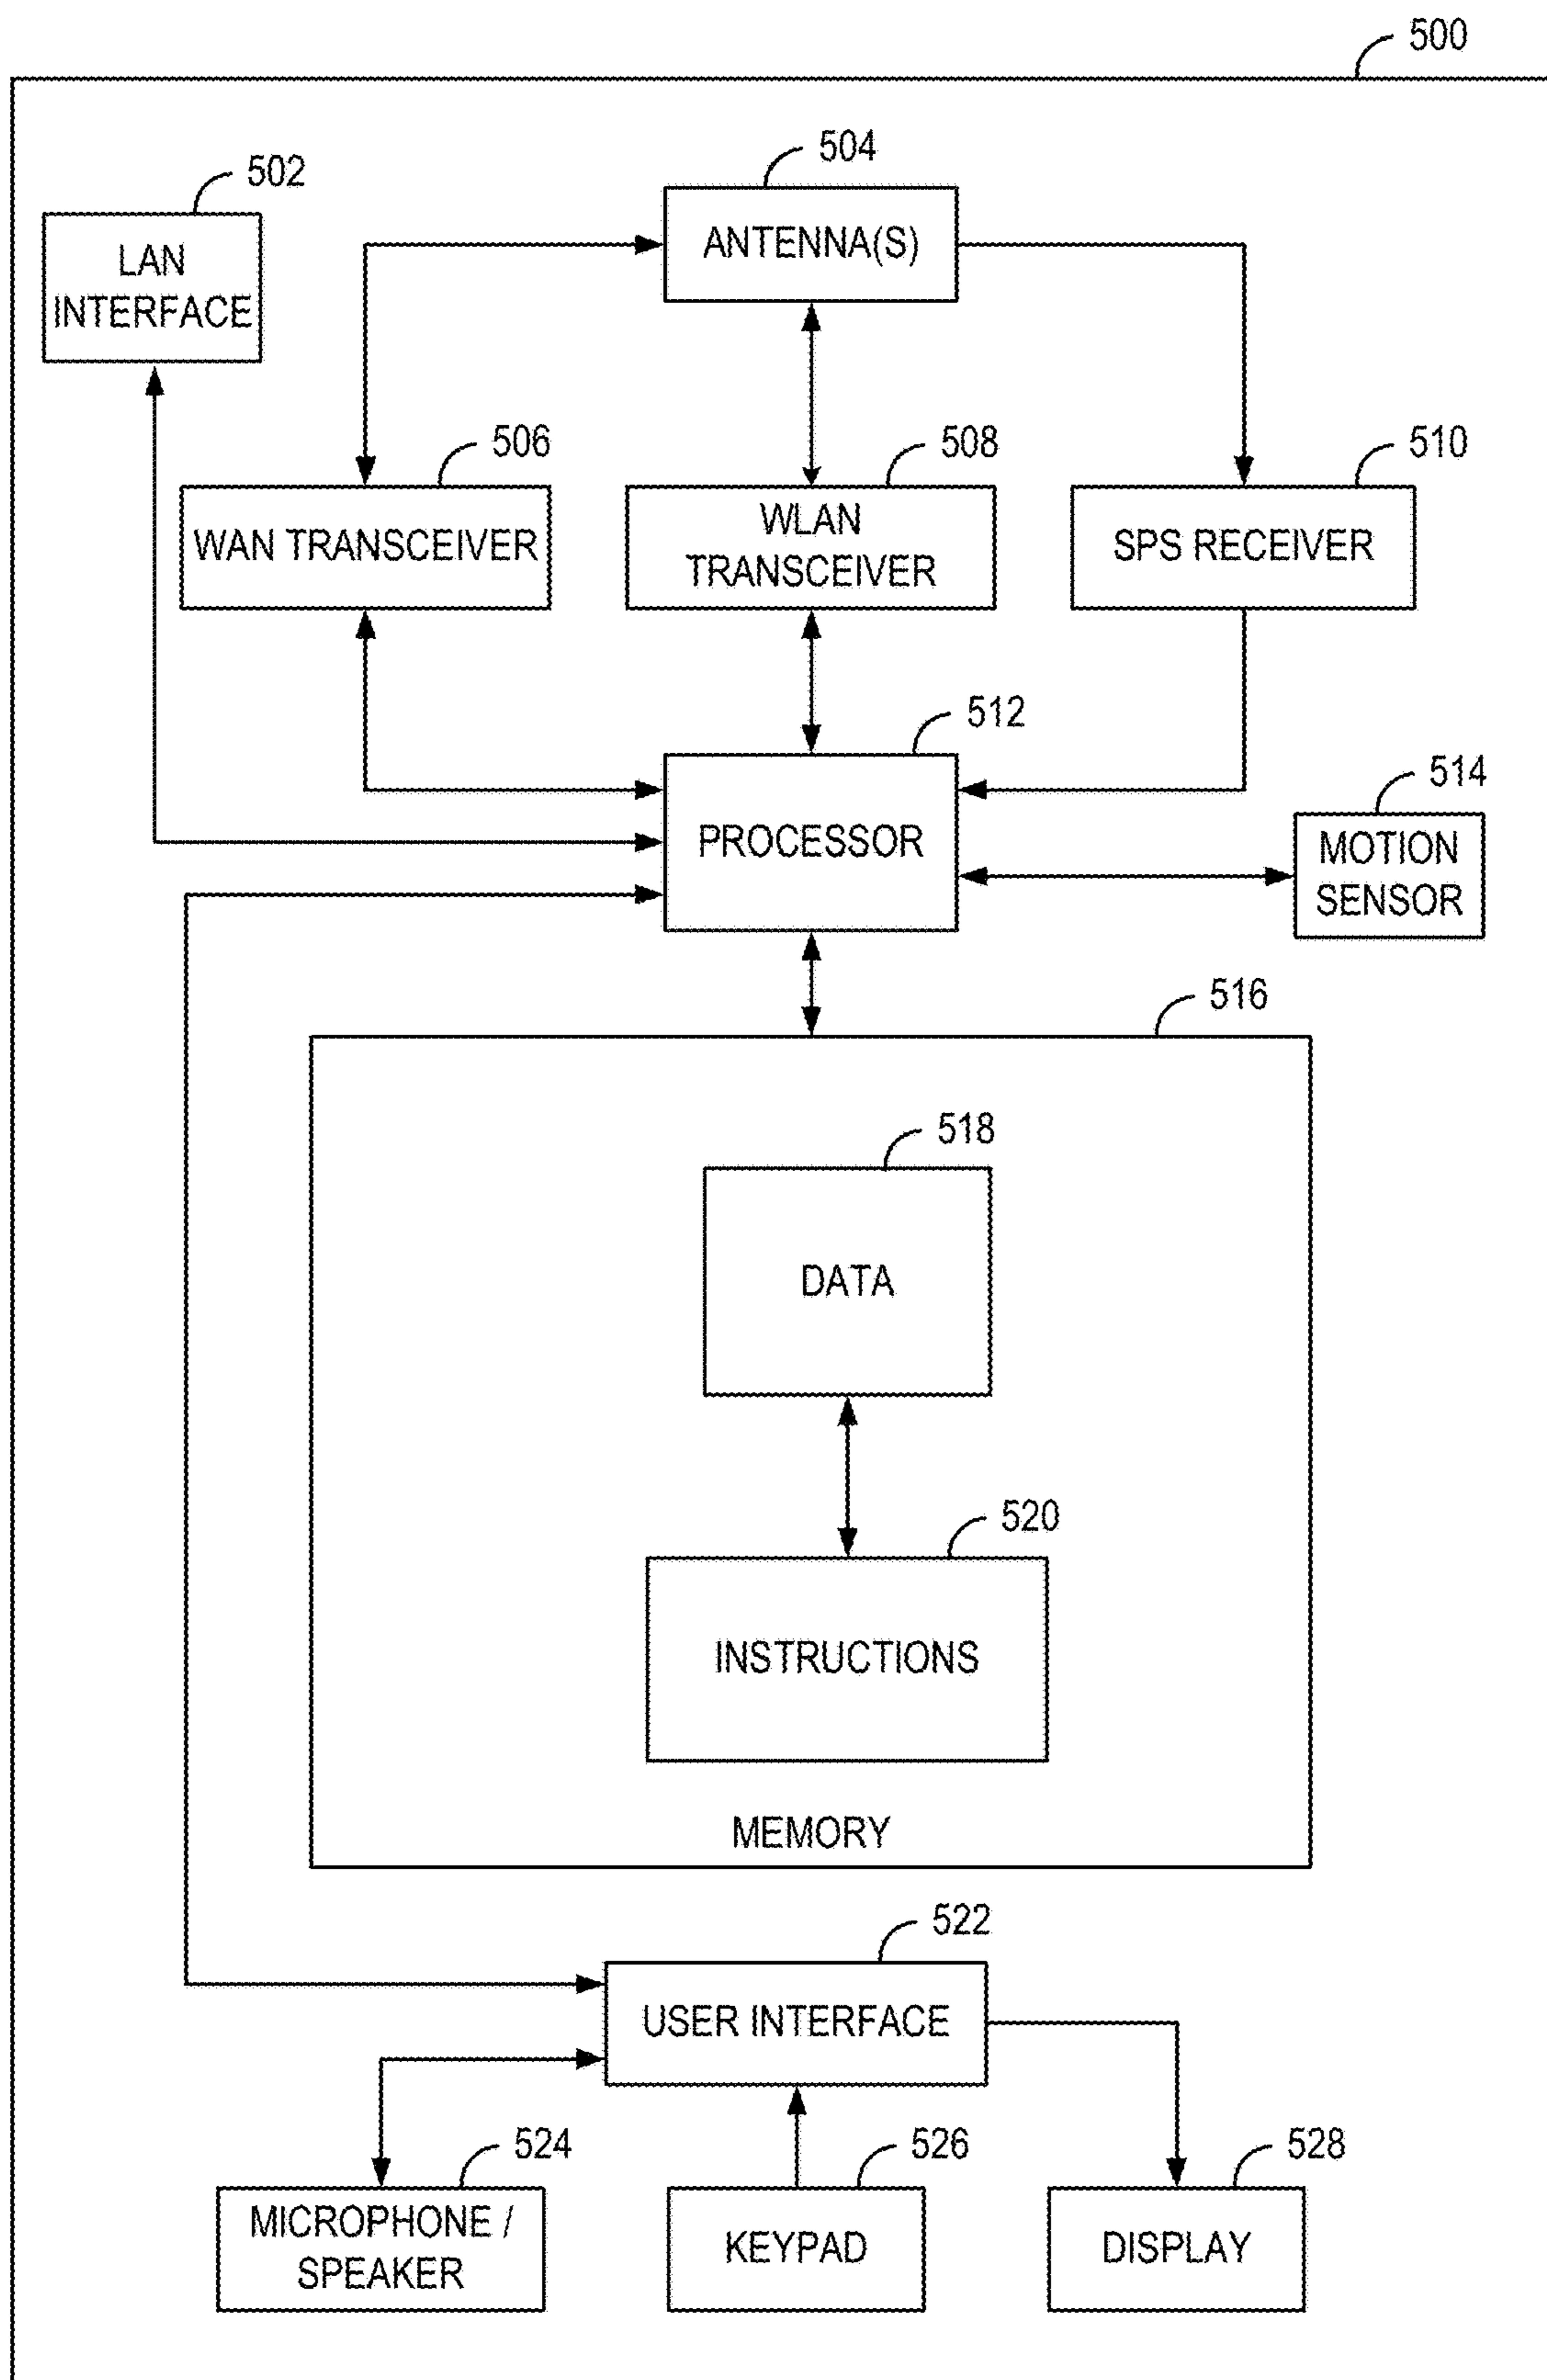 500
504
502
ANTENNA(S)
LAN
INTERFACE
506
508
510
WAN TRANSCEIVER
WLAN
TRANSCEIVER
SPS RECEIVER
512
514
PROCESSOR
MOTION
SENSOR
516
518
DATA
520
INSTRUCTIONS
MEMORY
522
USER INTERFACE
524
526
528
MICROPHONE /
SPEAKER
KEYPAD
DISPLAY